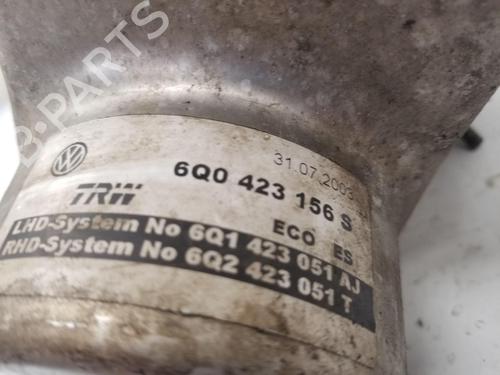 B-PARTS
31.07.2003
6Q0 423 156 S
TRW
ECO ES
LHD-System No 6Q1 423 051 AJ
RHD-System No 6Q2 423 051 T